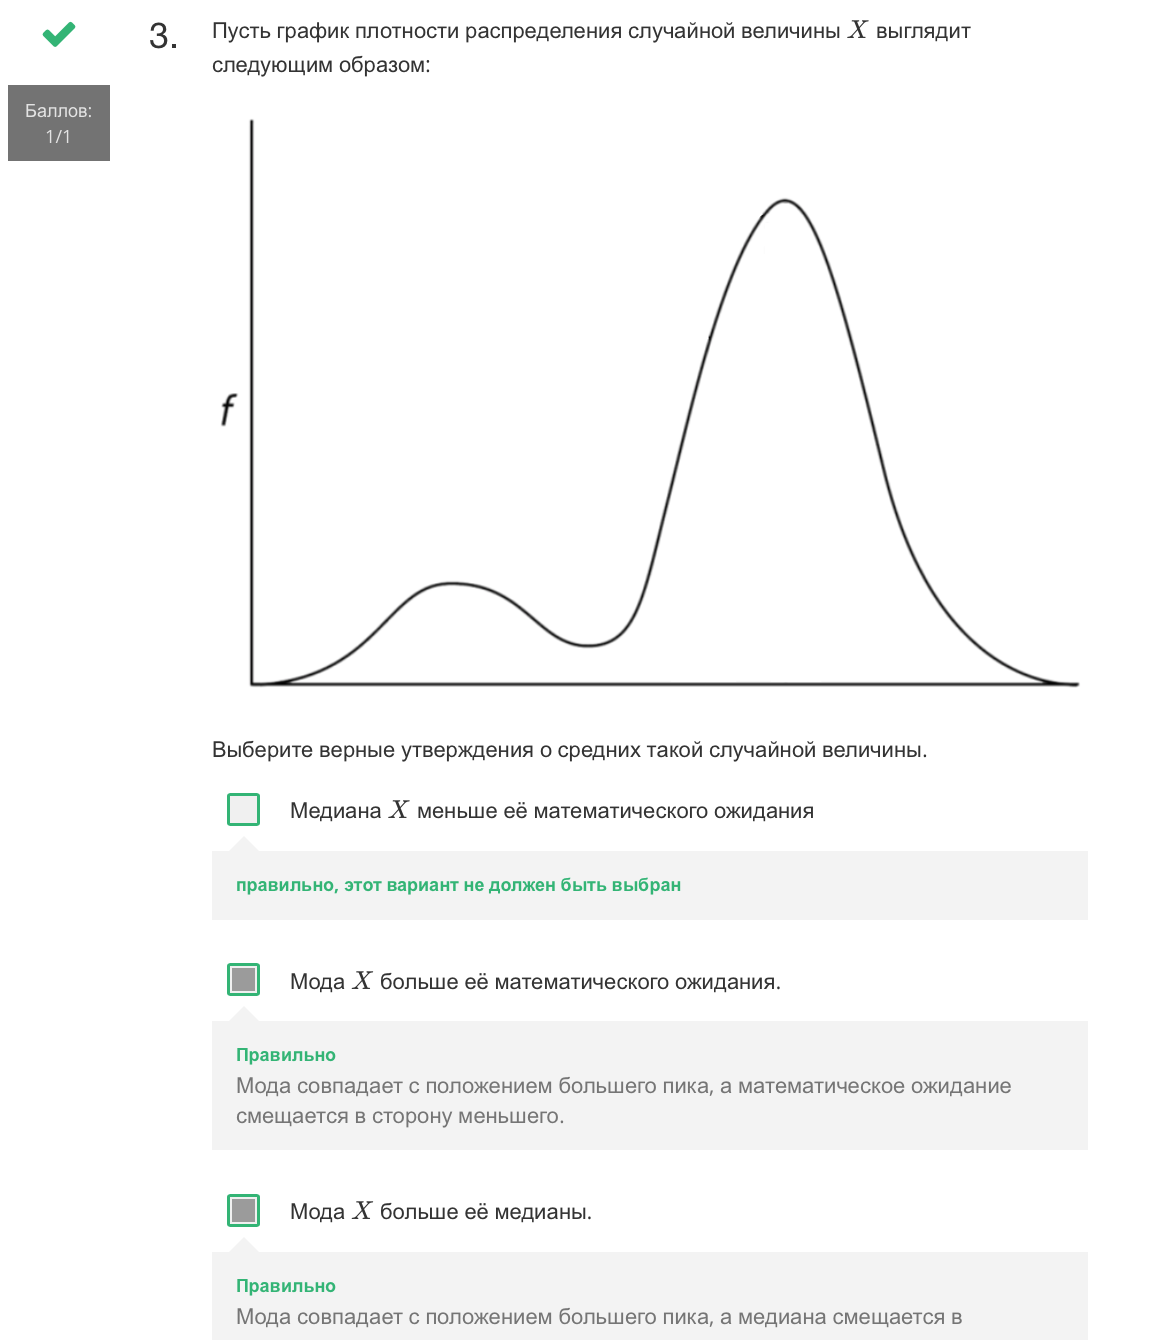 3. Пусть график плотности распределения случайной величины X выглядит
следующим образом:
Баллов:
1/1
f
Выберите верные утверждения о средних такой случайной величины.
Медиана X меньше её математического ожидания
правильно, этот вариант не должен быть выбран
Мода X больше её математического ожидания.
Правильно
Мода совпадает с положением большего пика, а математическое ожидание
смещается в сторону меньшего.
Мода X больше её медианы.
Правильно
Мода совпадает с положением большего пика, а медиана смещается в